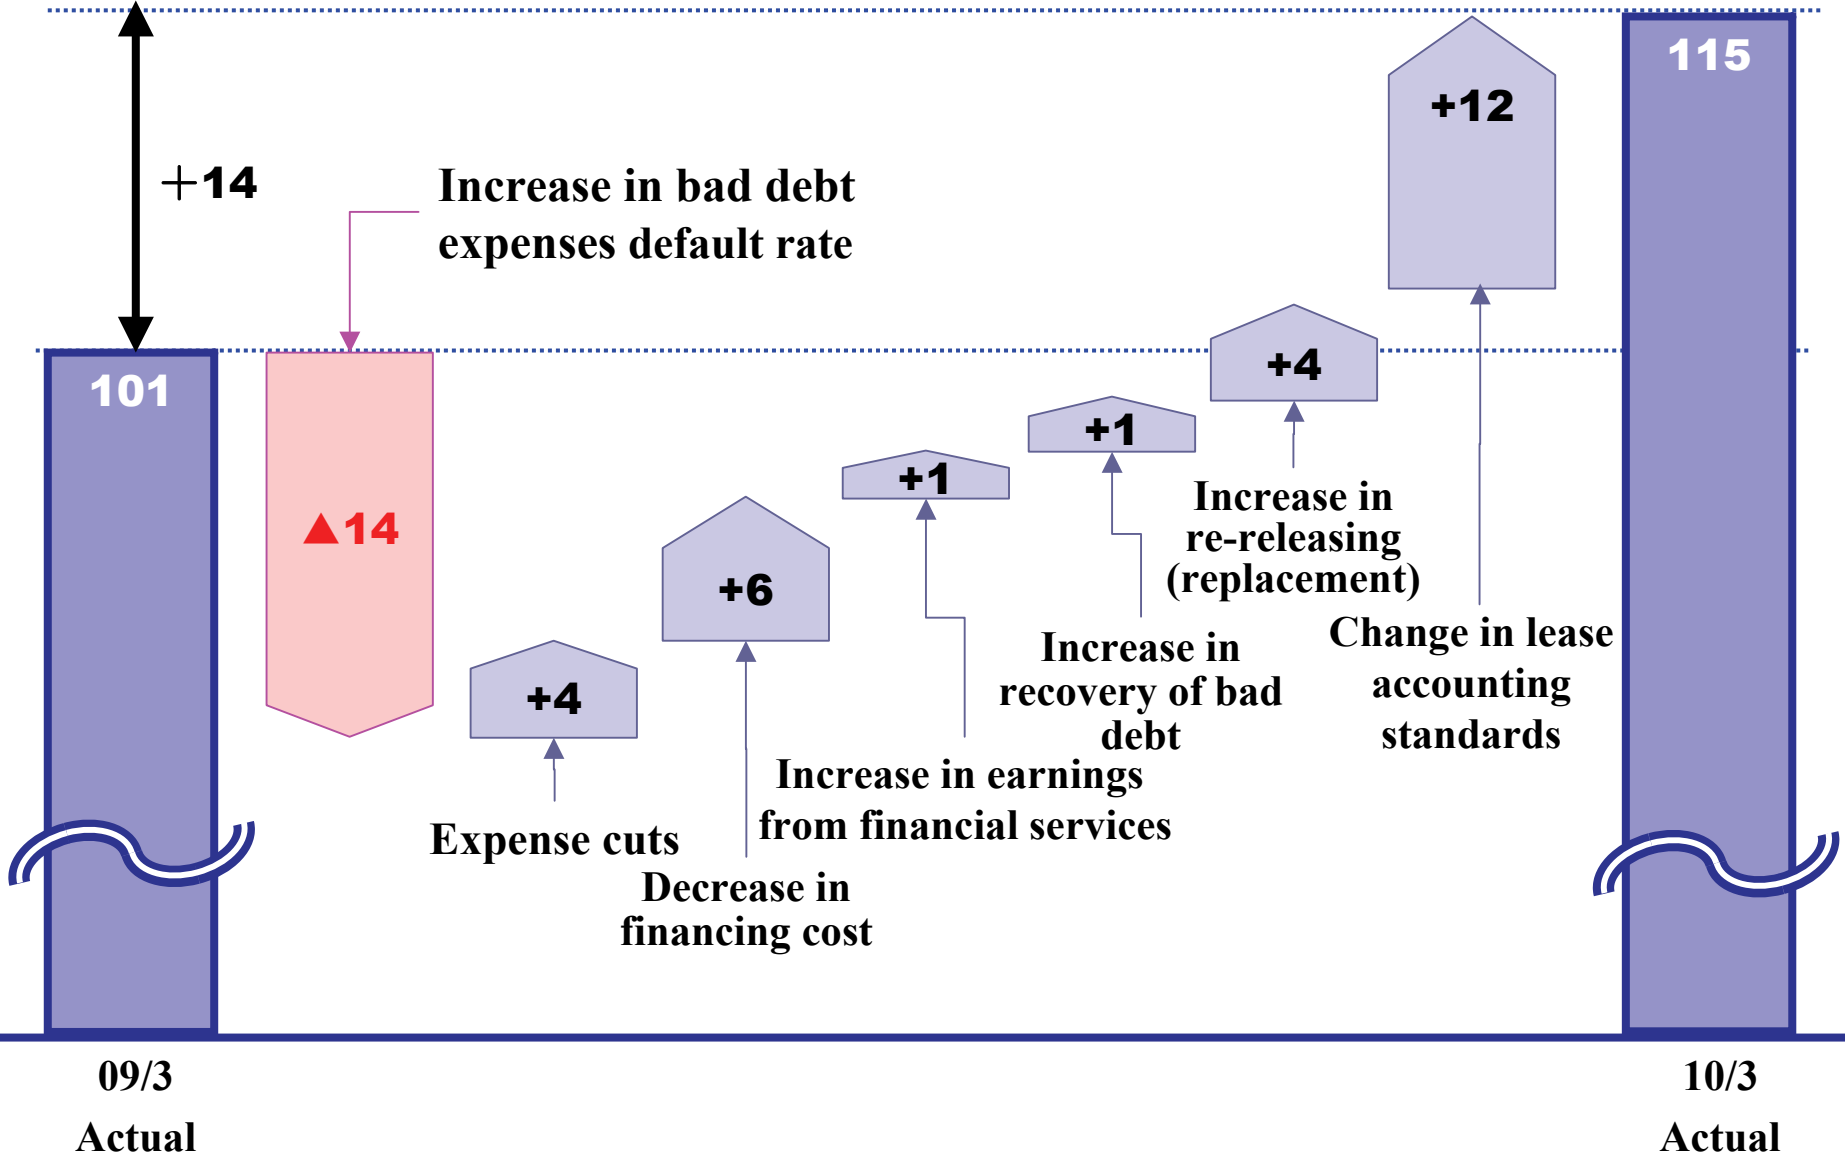 115
+12
+14
Increase in bad debt
expenses default rate
101
+4
+1
+1
▲14
+6
+4
Increase in
re-releasing
(replacement)
Change in lease
accounting
standards
Increase in
recovery of bad
debt
Increase in earnings
from financial services
Expense cuts
Decrease in
financing cost
09/3
Actual
10/3
Actual